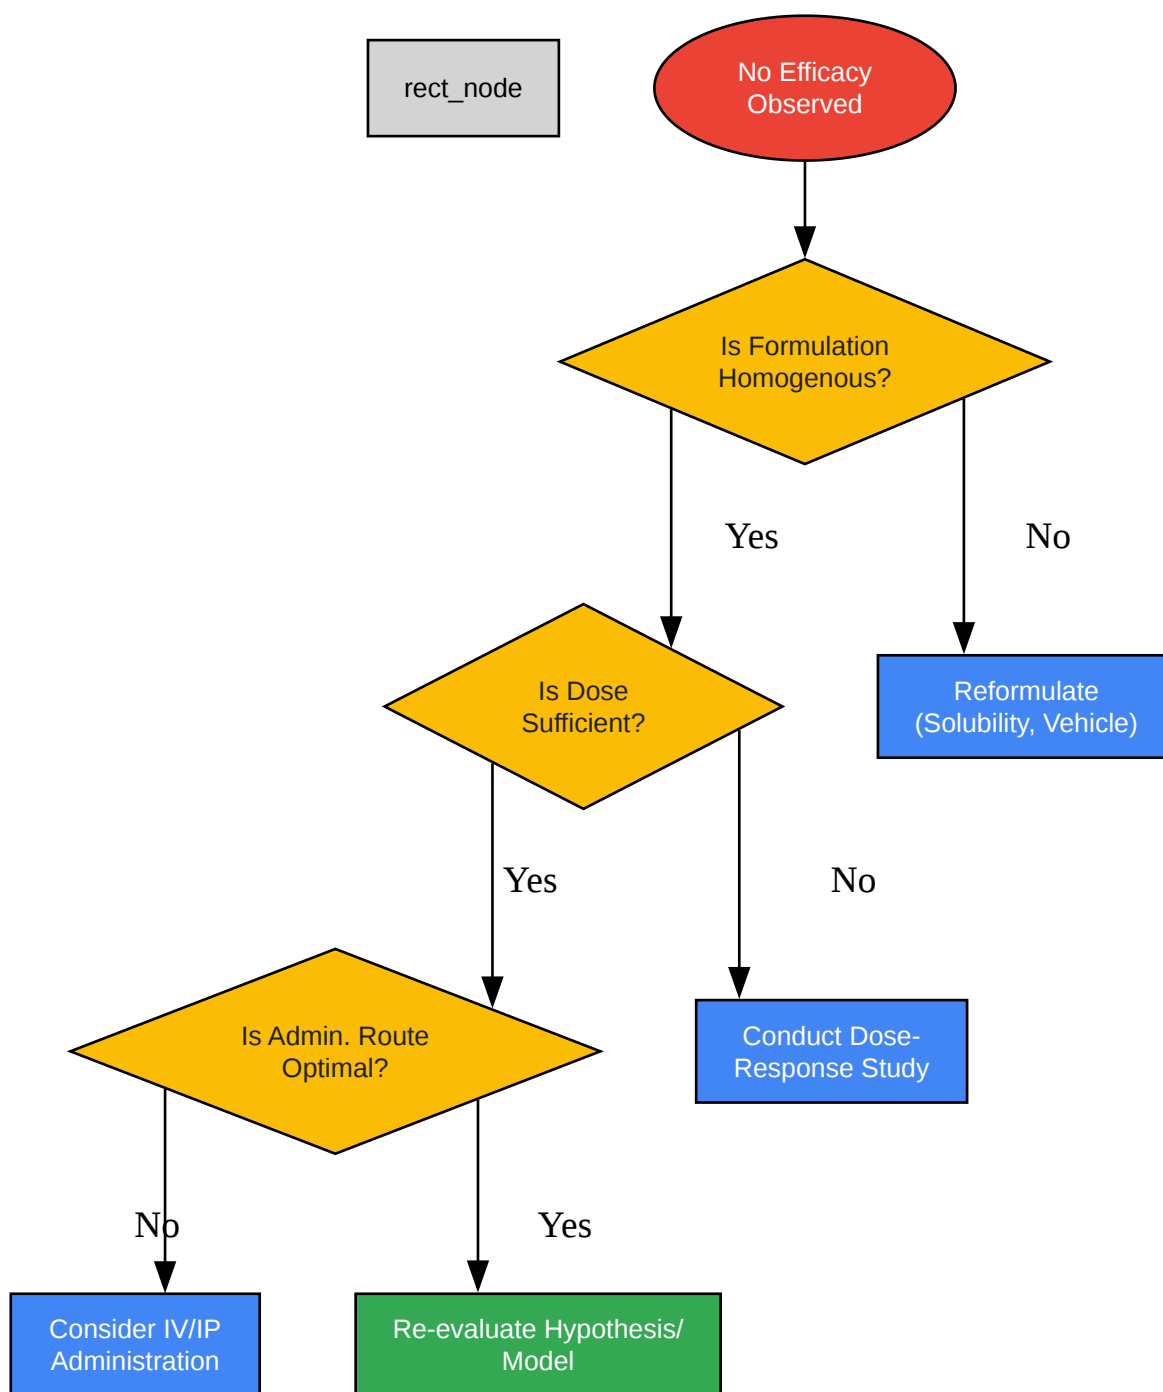 rect_node
No Efficacy
Observed
Is Formulation
Homogenous?
Yes
No
Is Dose
Sufficient?
Reformulate
(Solubility, Vehicle)
Yes
No
Is Admin. Route
Optimal?
Conduct Dose-
Response Study
No
Yes
Consider IV/IP
Administration
Re-evaluate Hypothesis/
Model